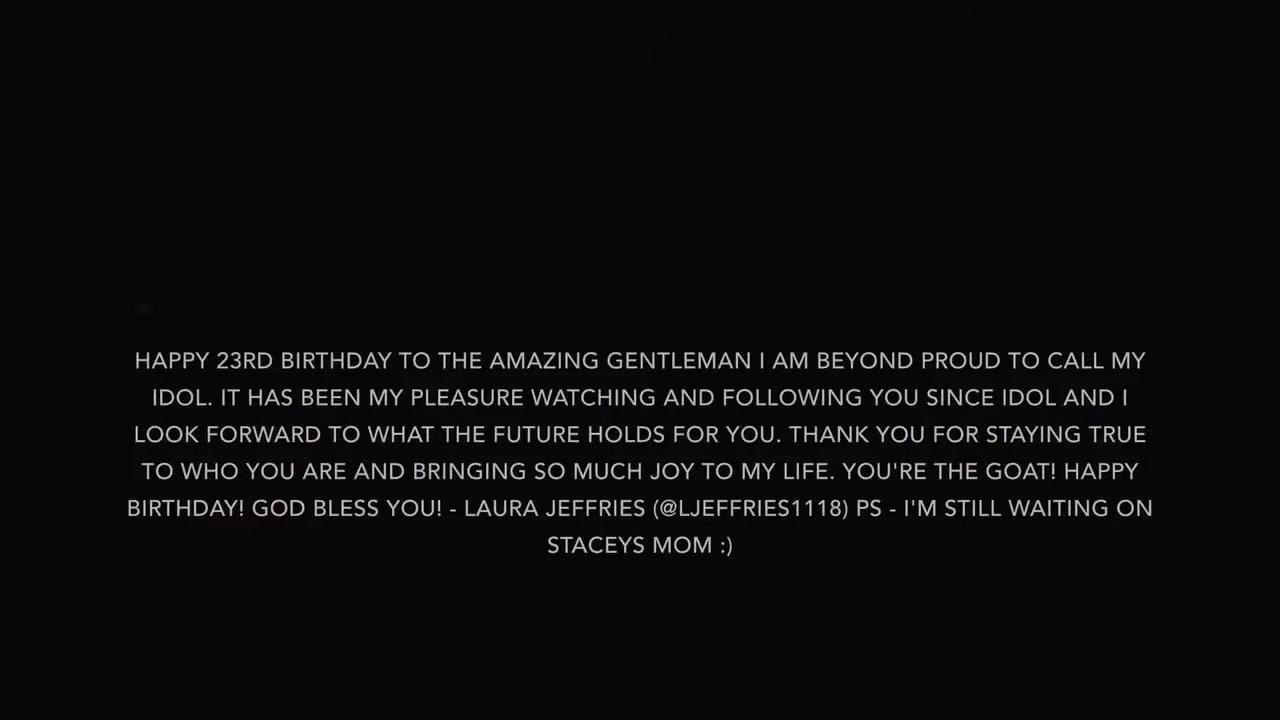 HAPPY 23RD BIRTHDAY TO THE AMAZING GENTLEMAN I AM BEYOND PROUD TO CALL MY
IDOL. IT HAS BEEN MY PLEASURE WATCHING AND FOLLOWING YOU SINCE IDOL AND I
LOOK FORWARD TO WHAT THE FUTURE HOLDS FOR YOU. THANK YOU FOR STAYING TRUE
TO WHO YOU ARE AND BRINGING SO MUCH JOY TO MY LIFE. YOU'RE THE GOAT! HAPPY
BIRTHDAY! GOD BLESS YOU! - LAURA JEFFRIES (@LJEFFRIES1118) PS - I'M STILL WAITING ON
STACEYS MOM :)